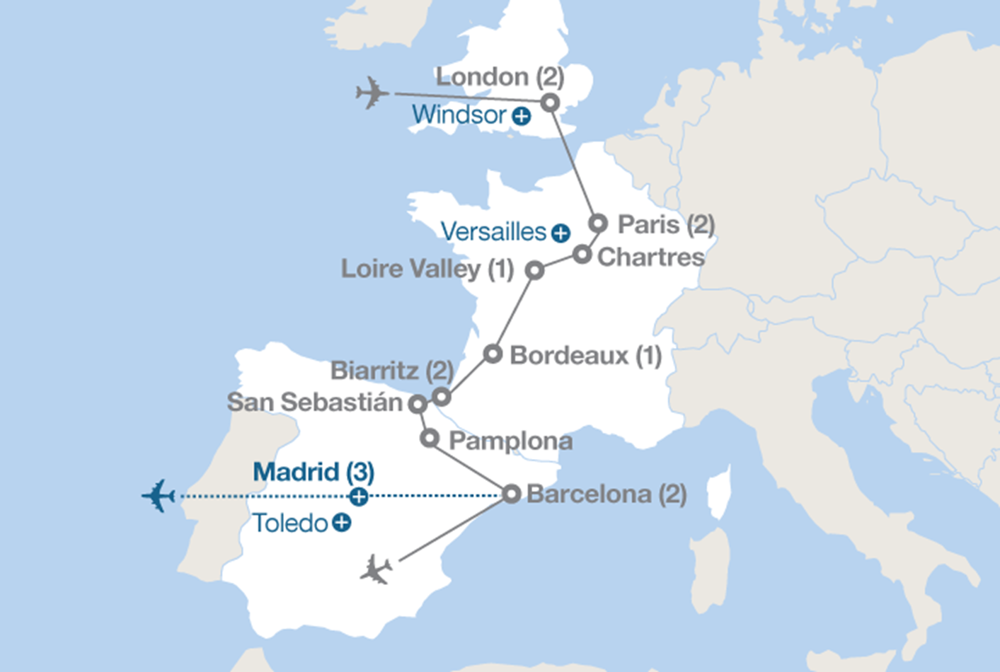 London (2)
Windsor
Paris (2)
Versailles
Chartres
Loire Valley (1)
Bordeaux (1)
Biarritz (2)
San Sebastián
Pamplona
Madrid (3)
Barcelona (2)
Toledo